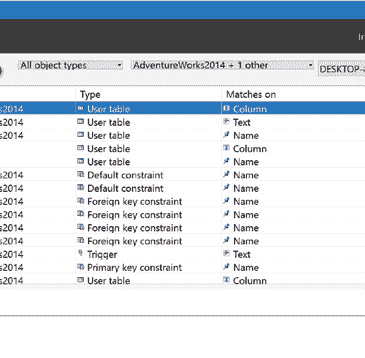 In
All object types AdventureWorks2014 + 1 other DESKTOP-
Type Matches on
s2014 User table Column
s2014 User table Text
s2014 User table Name
User table Column
User table Name
s2014 Default constraint Name
s2014 Default constraint Name
s2014 Foreign key constraint Name
s2014 Foreign key constraint Name
s2014 Foreign key constraint Name
s2014 Foreign key constraint Name
s2014 Trigger Text
s2014 Primary key constraint Name
s2014 User table Column